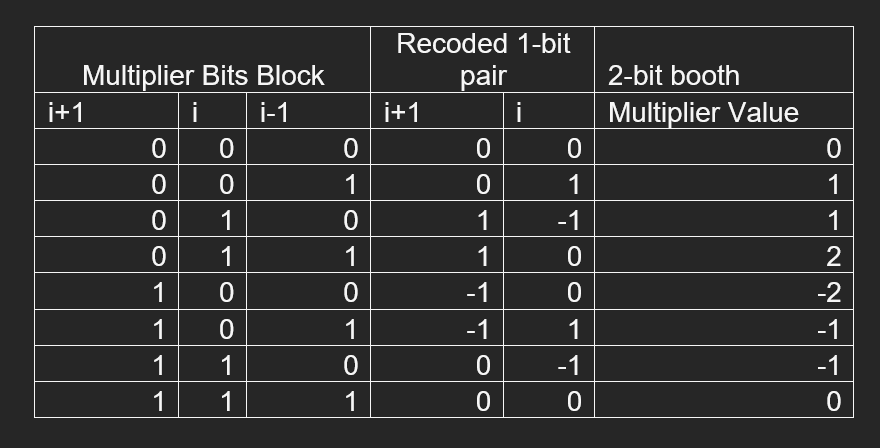 Multiplier Bits Block Recoded 1-bit pair 2-bit booth
i+1 i i-1 i+1 i Multiplier Value
0 0 0 0 0 0
0 0 1 0 1 1
0 1 0 1 -1 1
0 1 1 1 0 2
1 0 0 -1 0 -2
1 0 1 -1 1 -1
1 1 0 0 -1 -1
1 1 1 0 0 0